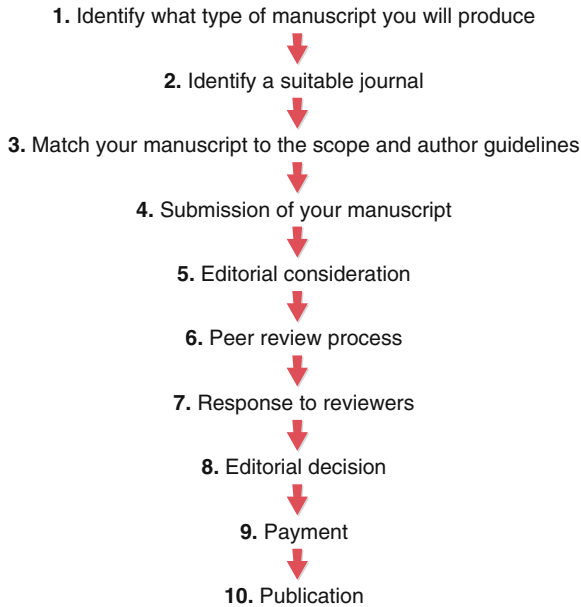 1. Identify what type of manuscript you will produce
2. Identify a suitable journal
3. Match your manuscript to the scope and author guidelines
4. Submission of your manuscript
5. Editorial consideration
6. Peer review process
7. Response to reviewers
8. Editorial decision
9. Payment
10. Publication